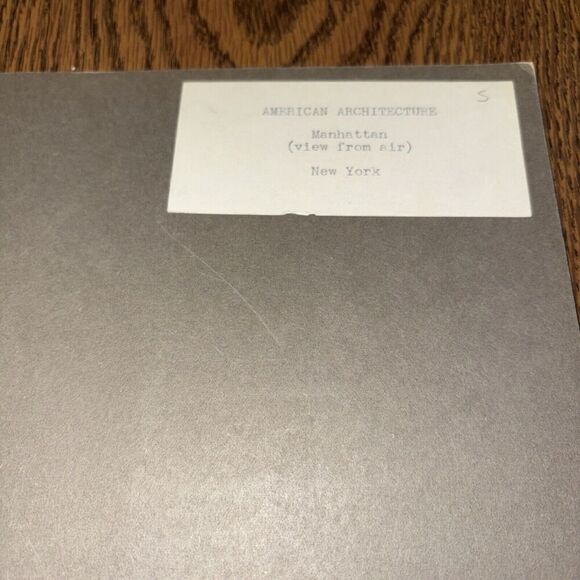 S
AMERICAN ARCHITECTURE
Manhattan
(view from air)
New York